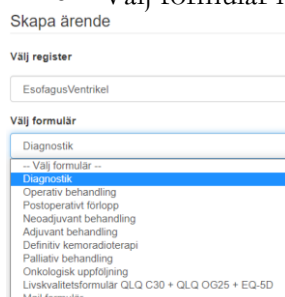 Välj formulär
Skapa ärende
Välj register
EsofagusVentrikel
Välj formulär
Diagnostik
-- Välj formulär --
Diagnostik
Operativ behandling
Postoperativt förlopp
Neoadjuvant behandling
Adjuvant behandling
Definitiv kemoradioterapi
Palliativ behandling
Onkologisk uppföljning
Livskvalitetsformulär QLQ C30 + QLQ OG25 + EQ-5D